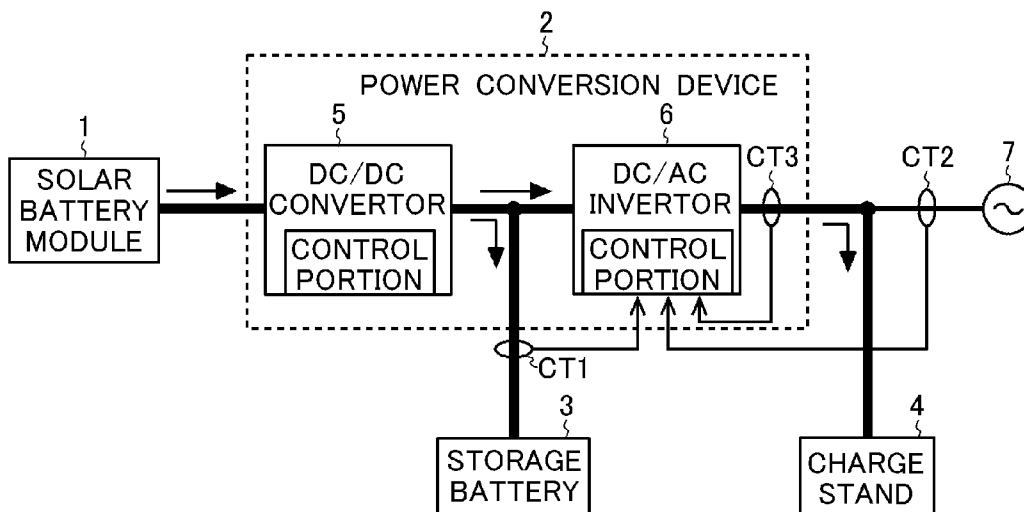 2
POWER CONVERSION DEVICE
1
SOLAR
BATTERY
MODULE
5
DC/DC
CONVERTOR
CONTROL
PORTION
6
DC/AC
INVERTOR
CONTROL
PORTION
CT3
CT2
7
CT1
3
STORAGE
BATTERY
4
CHARGE
STAND